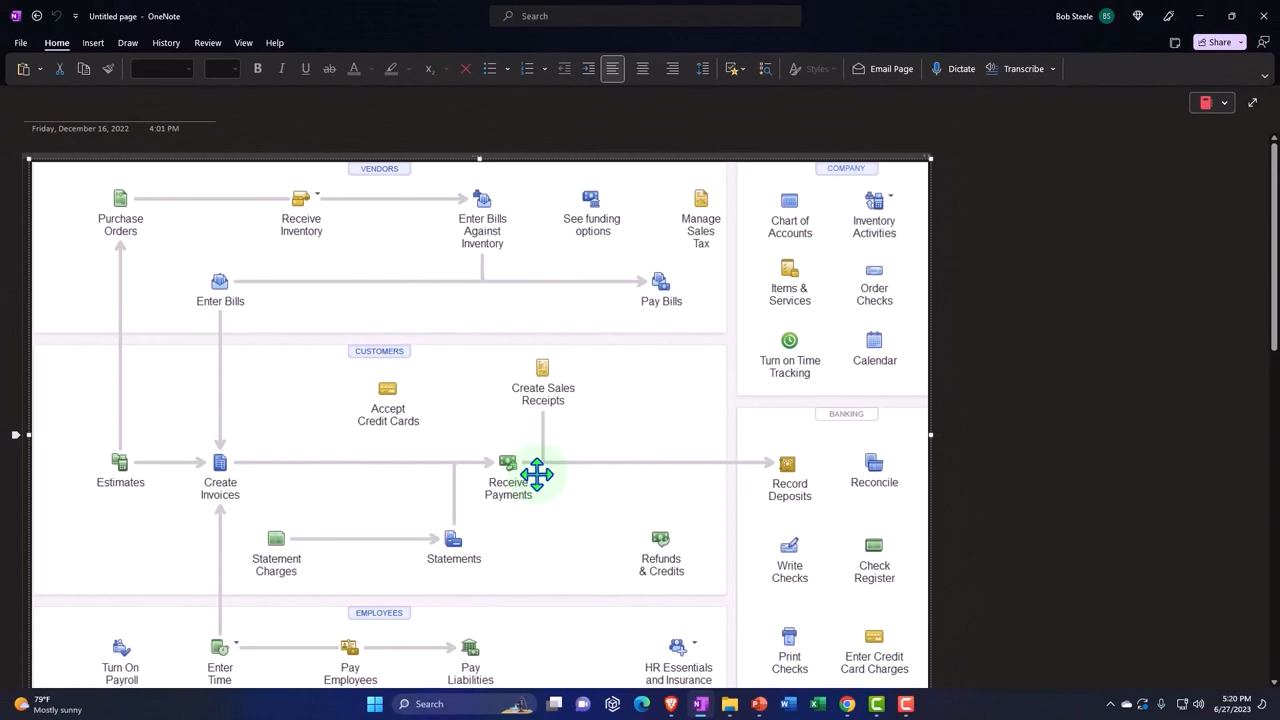 Untitled page - OneNote
Search
Bob Steele
BS
File
Home
Insert
Draw
History
Review
View
Help
Share
Styles
Email Page
Dictate
Transcribe
Friday, December 16, 2022
4:01 PM
VENDORS
COMPANY
Purchase
Orders
Receive
Inventory
Enter Bills
Against
Inventory
See funding
options
Manage
Sales
Tax
Chart of
Accounts
Inventory
Activities
Enter Bills
Pay Bills
Items &
Services
Order
Checks
CUSTOMERS
Turn on Time
Tracking
Calendar
Accept
Credit Cards
Create Sales
Receipts
BANKING
Estimates
Create
Invoices
Receive
Payments
Record
Deposits
Reconcile
Statement
Charges
Statements
Refunds
& Credits
Write
Checks
Check
Register
EMPLOYEES
Turn On
Payroll
Enter
Time
Pay
Employees
Pay
Liabilities
HR Essentials
and Insurance
Print
Checks
Enter Credit
Card Charges
79°F
Mostly sunny
Search
5:20 PM
6/27/2023